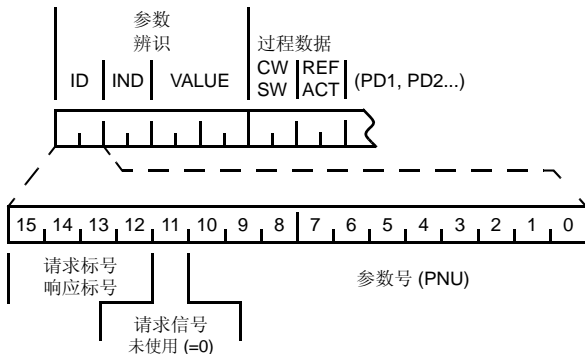 参数
辨识
过程数据
ID IND VALUE CW REF (PD1, PD2...)
SW ACT
15 14 13 12 11 10 9 8 7 6 5 4 3 2 1 0
请求标号
响应标号
参数号 (PNU)
请求信号
未使用 (=0)